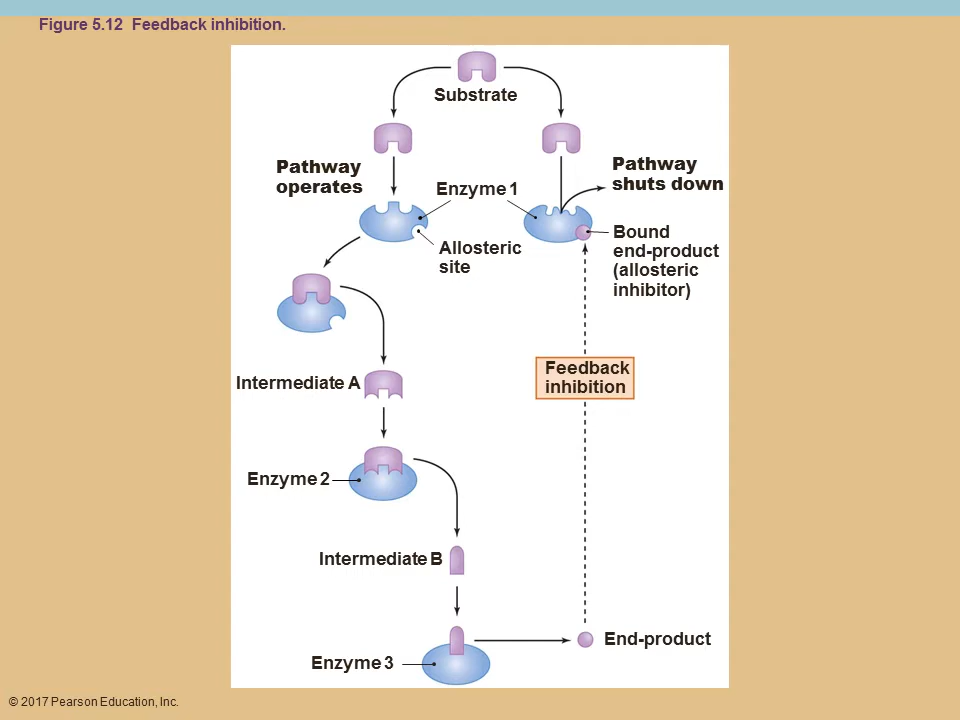 Figure 5.12 Feedback inhibition.
Substrate
Pathway
operates
Enzyme 1
Pathway
shuts down
Allosteric
site
Bound
end-product
(allosteric
inhibitor)
Intermediate A
Feedback
inhibition
Enzyme 2
Intermediate B
End-product
Enzyme 3
© 2017 Pearson Education, Inc.